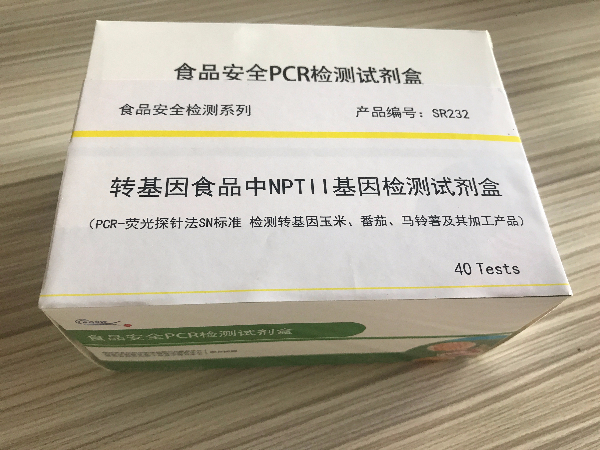 食品安全PCR检测试剂盒
食品安全检测系列 产品编号：SR232
转基因食品中NPTII基因检测试剂盒
（PCR-荧光探针法SN标准 检测转基因玉米、番茄、马铃薯及其加工产品）
40 Tests
食品安全PCR检测试剂盒